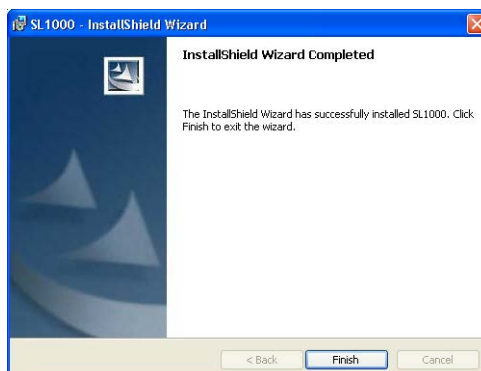 SL1000 - InstallShield Wizard
InstallShield Wizard Completed
The InstallShield Wizard has successfully installed SL1000. Click
Finish to exit the wizard.
< Back Finish Cancel